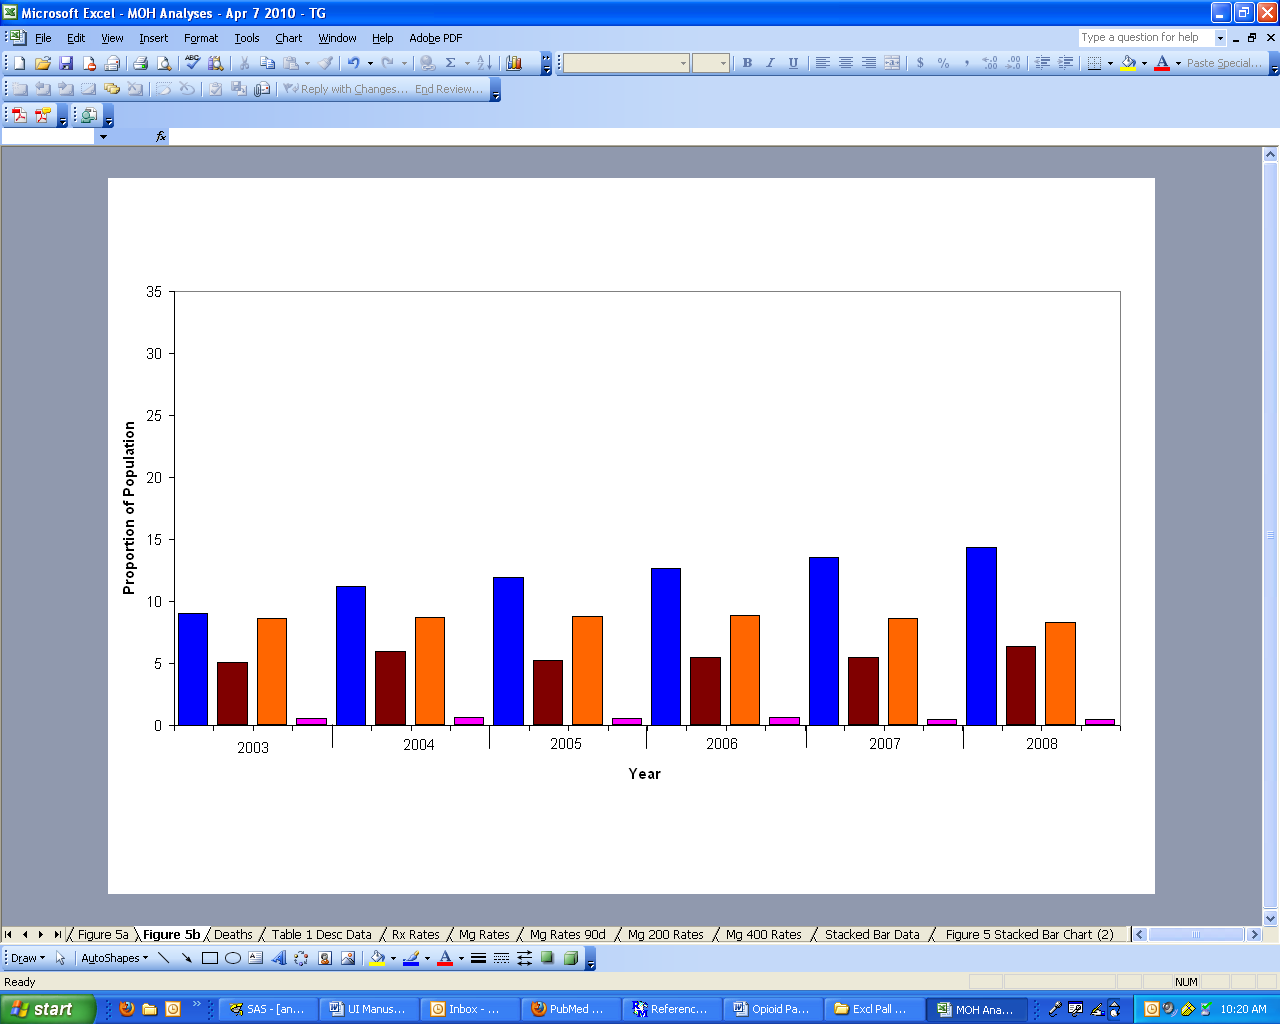 Microsoft Excel - MOH Analyses - Apr 7 2010 - TG
File Edit View Insert Format Tools Chart Window Help Adobe PDF
Type a question for help
B I U $ % , Paste Special...
Reply with Changes... End Review...
fx
35
30
25
20
15
10
5
0
Proportion of Population
2003 2004 2005 2006 2007 2008
Year
Figure 5a Figure 5b Deaths Table 1 Desc Data Rx Rates Mg Rates Mg Rates 90d Mg 200 Rates Mg 400 Rates Stacked Bar Data Figure 5 Stacked Bar Chart (2)
Draw AutoShapes
Ready NUM
start SAS - [an... UI Manus... Inbox - ... PubMed ... Referenc... Opioid Pa... Excl Pall ... MOH Ana... 10:20 AM